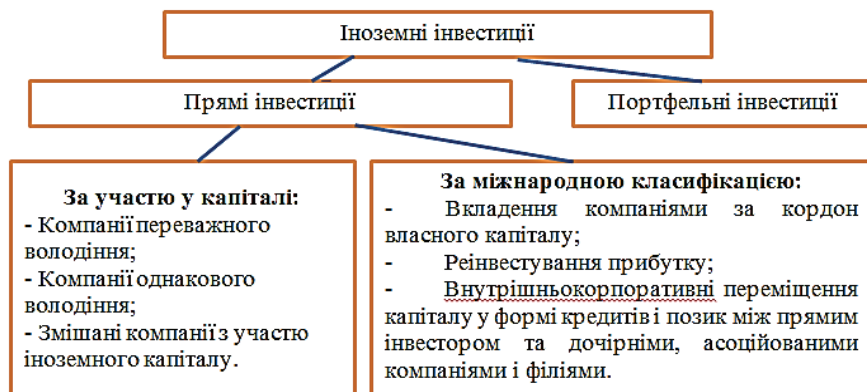 Іноземні інвестиції
Прямі інвестиції
Портфельні інвестиції
За участю у капіталі:
- Компанії переважного
володіння;
- Компанії однакового
володіння;
- Змішані компанії з участю
іноземного капіталу.
За міжнародною класифікацією:
- Вкладення компаніями за кордон
власного капіталу;
- Реінвестування прибутку;
- Внутрішньокорпоративні переміщення
капіталу у формі кредитів і позик між прямим
інвестором та дочірніми, асоційованими
компаніями і філіями.